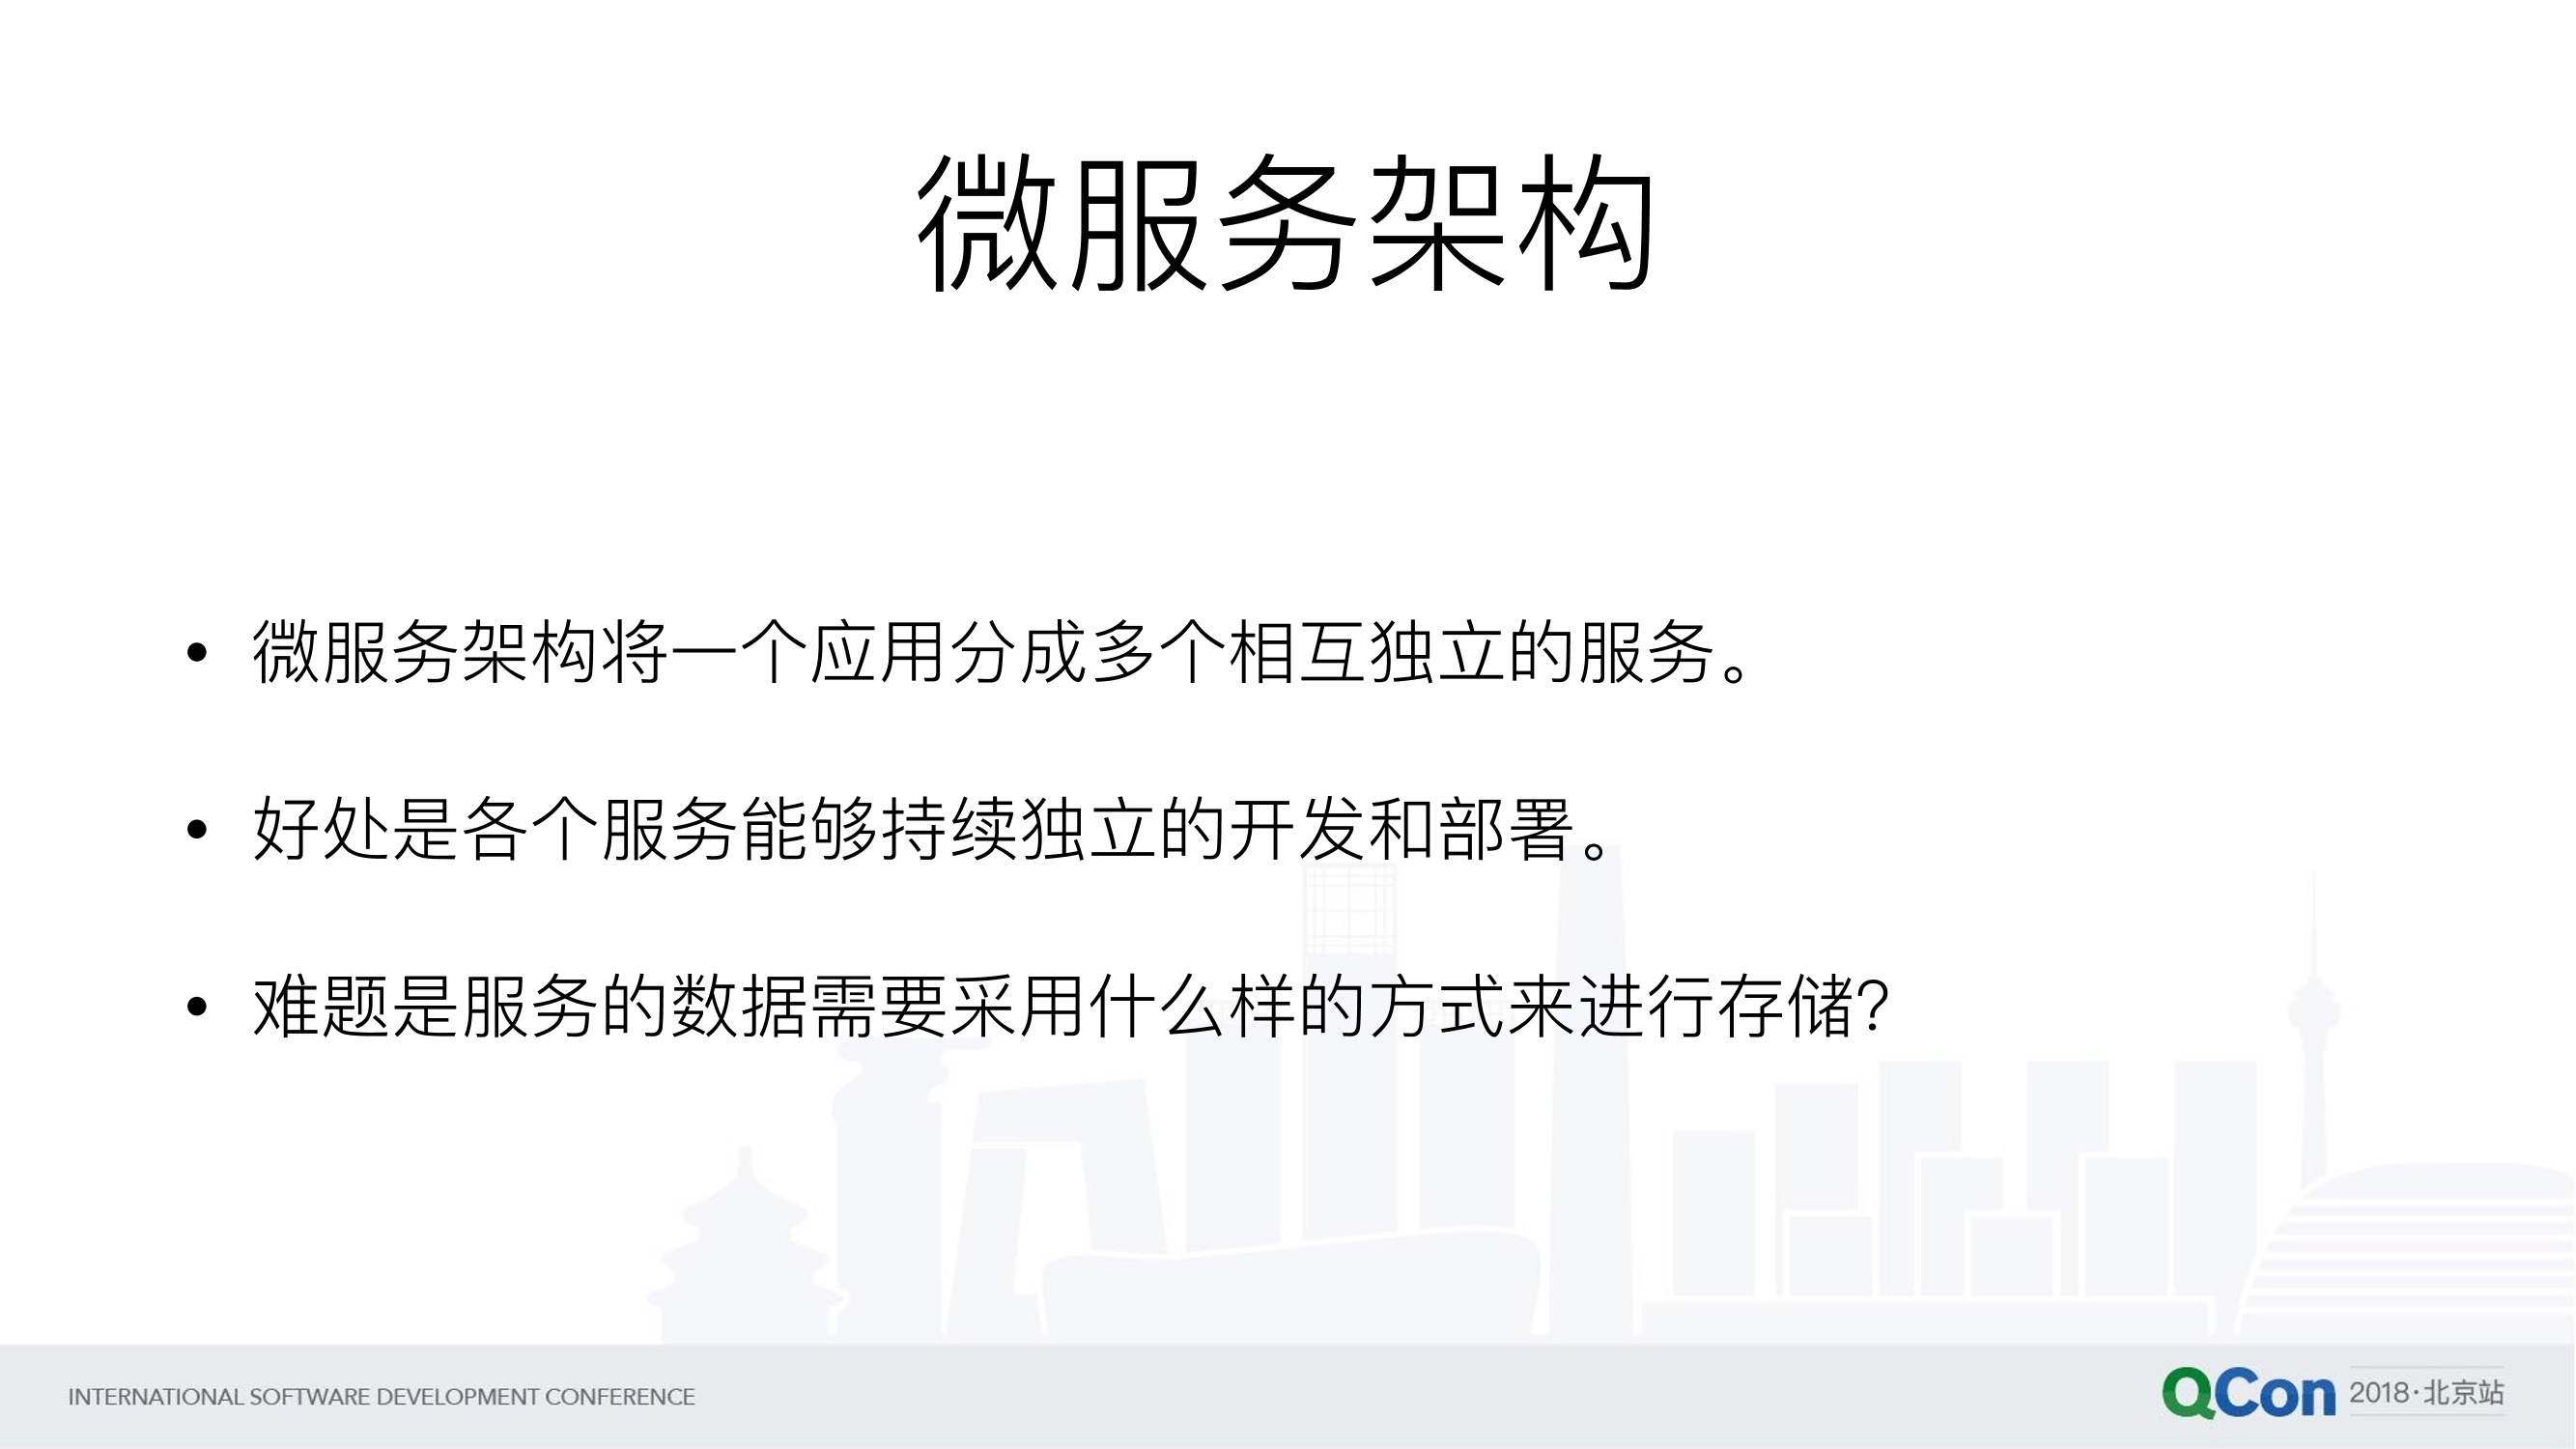 微服务架构
• 微服务架构将一个应用分成多个相互独立的服务。
• 好处是各个服务能够持续独立的开发和部署。
• 难题是服务的数据需要采用什么样的方式来进行存储？
INTERNATIONAL SOFTWARE DEVELOPMENT CONFERENCE
QCon 2018·北京站